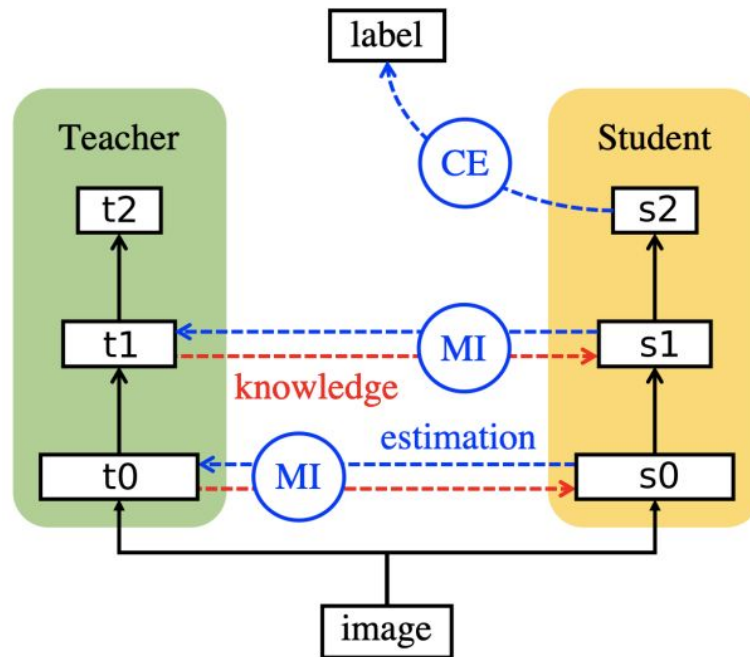 label
Teacher
Student
CE
t2
s2
t1
MI
s1
knowledge
estimation
t0
MI
s0
image